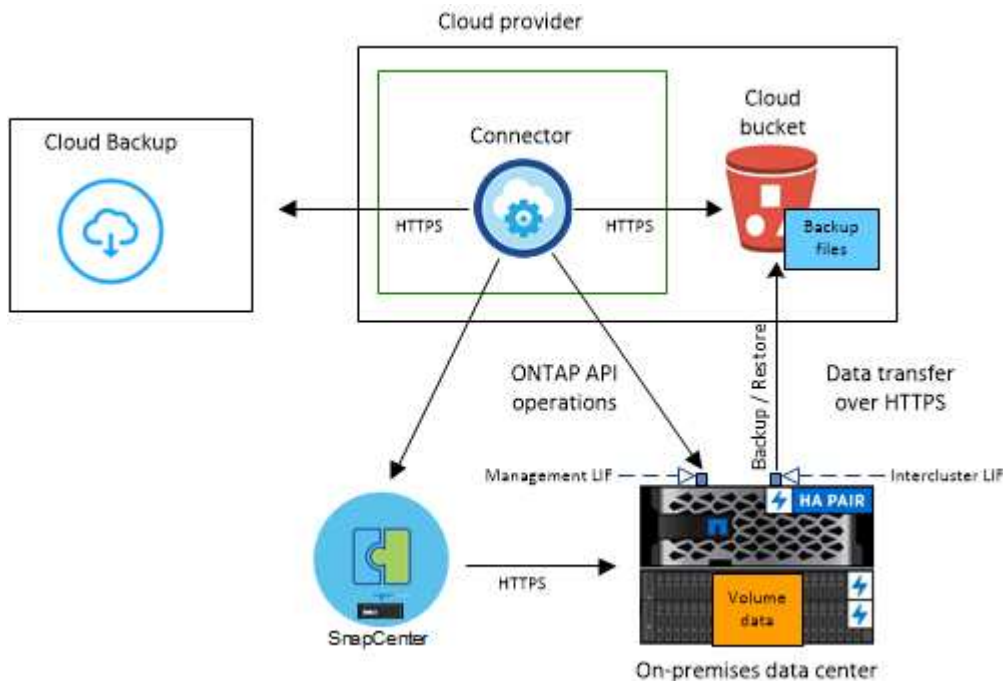 Cloud provider
Cloud Backup
Connector
Cloud
bucket
HTTPS
HTTPS
Backup
files
ONTAP API
operations
Backup / Restore
Data transfer
over HTTPS
Management LIF
Intercluster LIF
HA PAIR
HTTPS
Volume
data
SnapCenter
On-premises data center